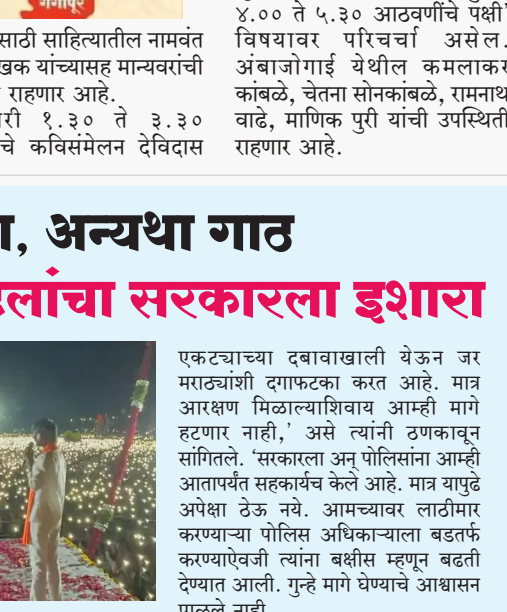 गंगापूर
साठी साहित्यातील नामवंत
खक यांच्यासह मान्यवरांची
राहणार आहे.
री १.३० ते ३.३०
चे कविसंमेलन देविदास
४.०० ते ५.३० आठवणींचे पक्षी’
विषयावर परिचर्चा असेल.
अंबाजोगाई येथील कमलाकर
कांबळे, चेतना सोनकांबळे, रामनाथ
वाढे, माणिक पुरी यांची उपस्थिती
राहणार आहे.
ा, अन्यथा गाठ
टलांचा सरकारला इशारा
एकट्याच्या दबावाखाली येऊन जर
मराठ्यांशी दगाफटका करत आहे. मात्र
आरक्षण मिळाल्याशिवाय आम्ही मागे
हटणार नाही,’ असे त्यांनी ठणकावून
सांगितले. ‘सरकारला अन् पोलिसांना आम्ही
आतापर्यंत सहकार्यच केले आहे. मात्र यापुढे
अपेक्षा ठेऊ नये. आमच्यावर लाठीमार
करणाऱ्या पोलिस अधिकाऱ्याला बडतर्फ
करण्याऐवजी त्यांना बक्षीस म्हणून बढती
देण्यात आली. गुन्हे मागे घेण्याचे आश्वासन
पाळले नाही